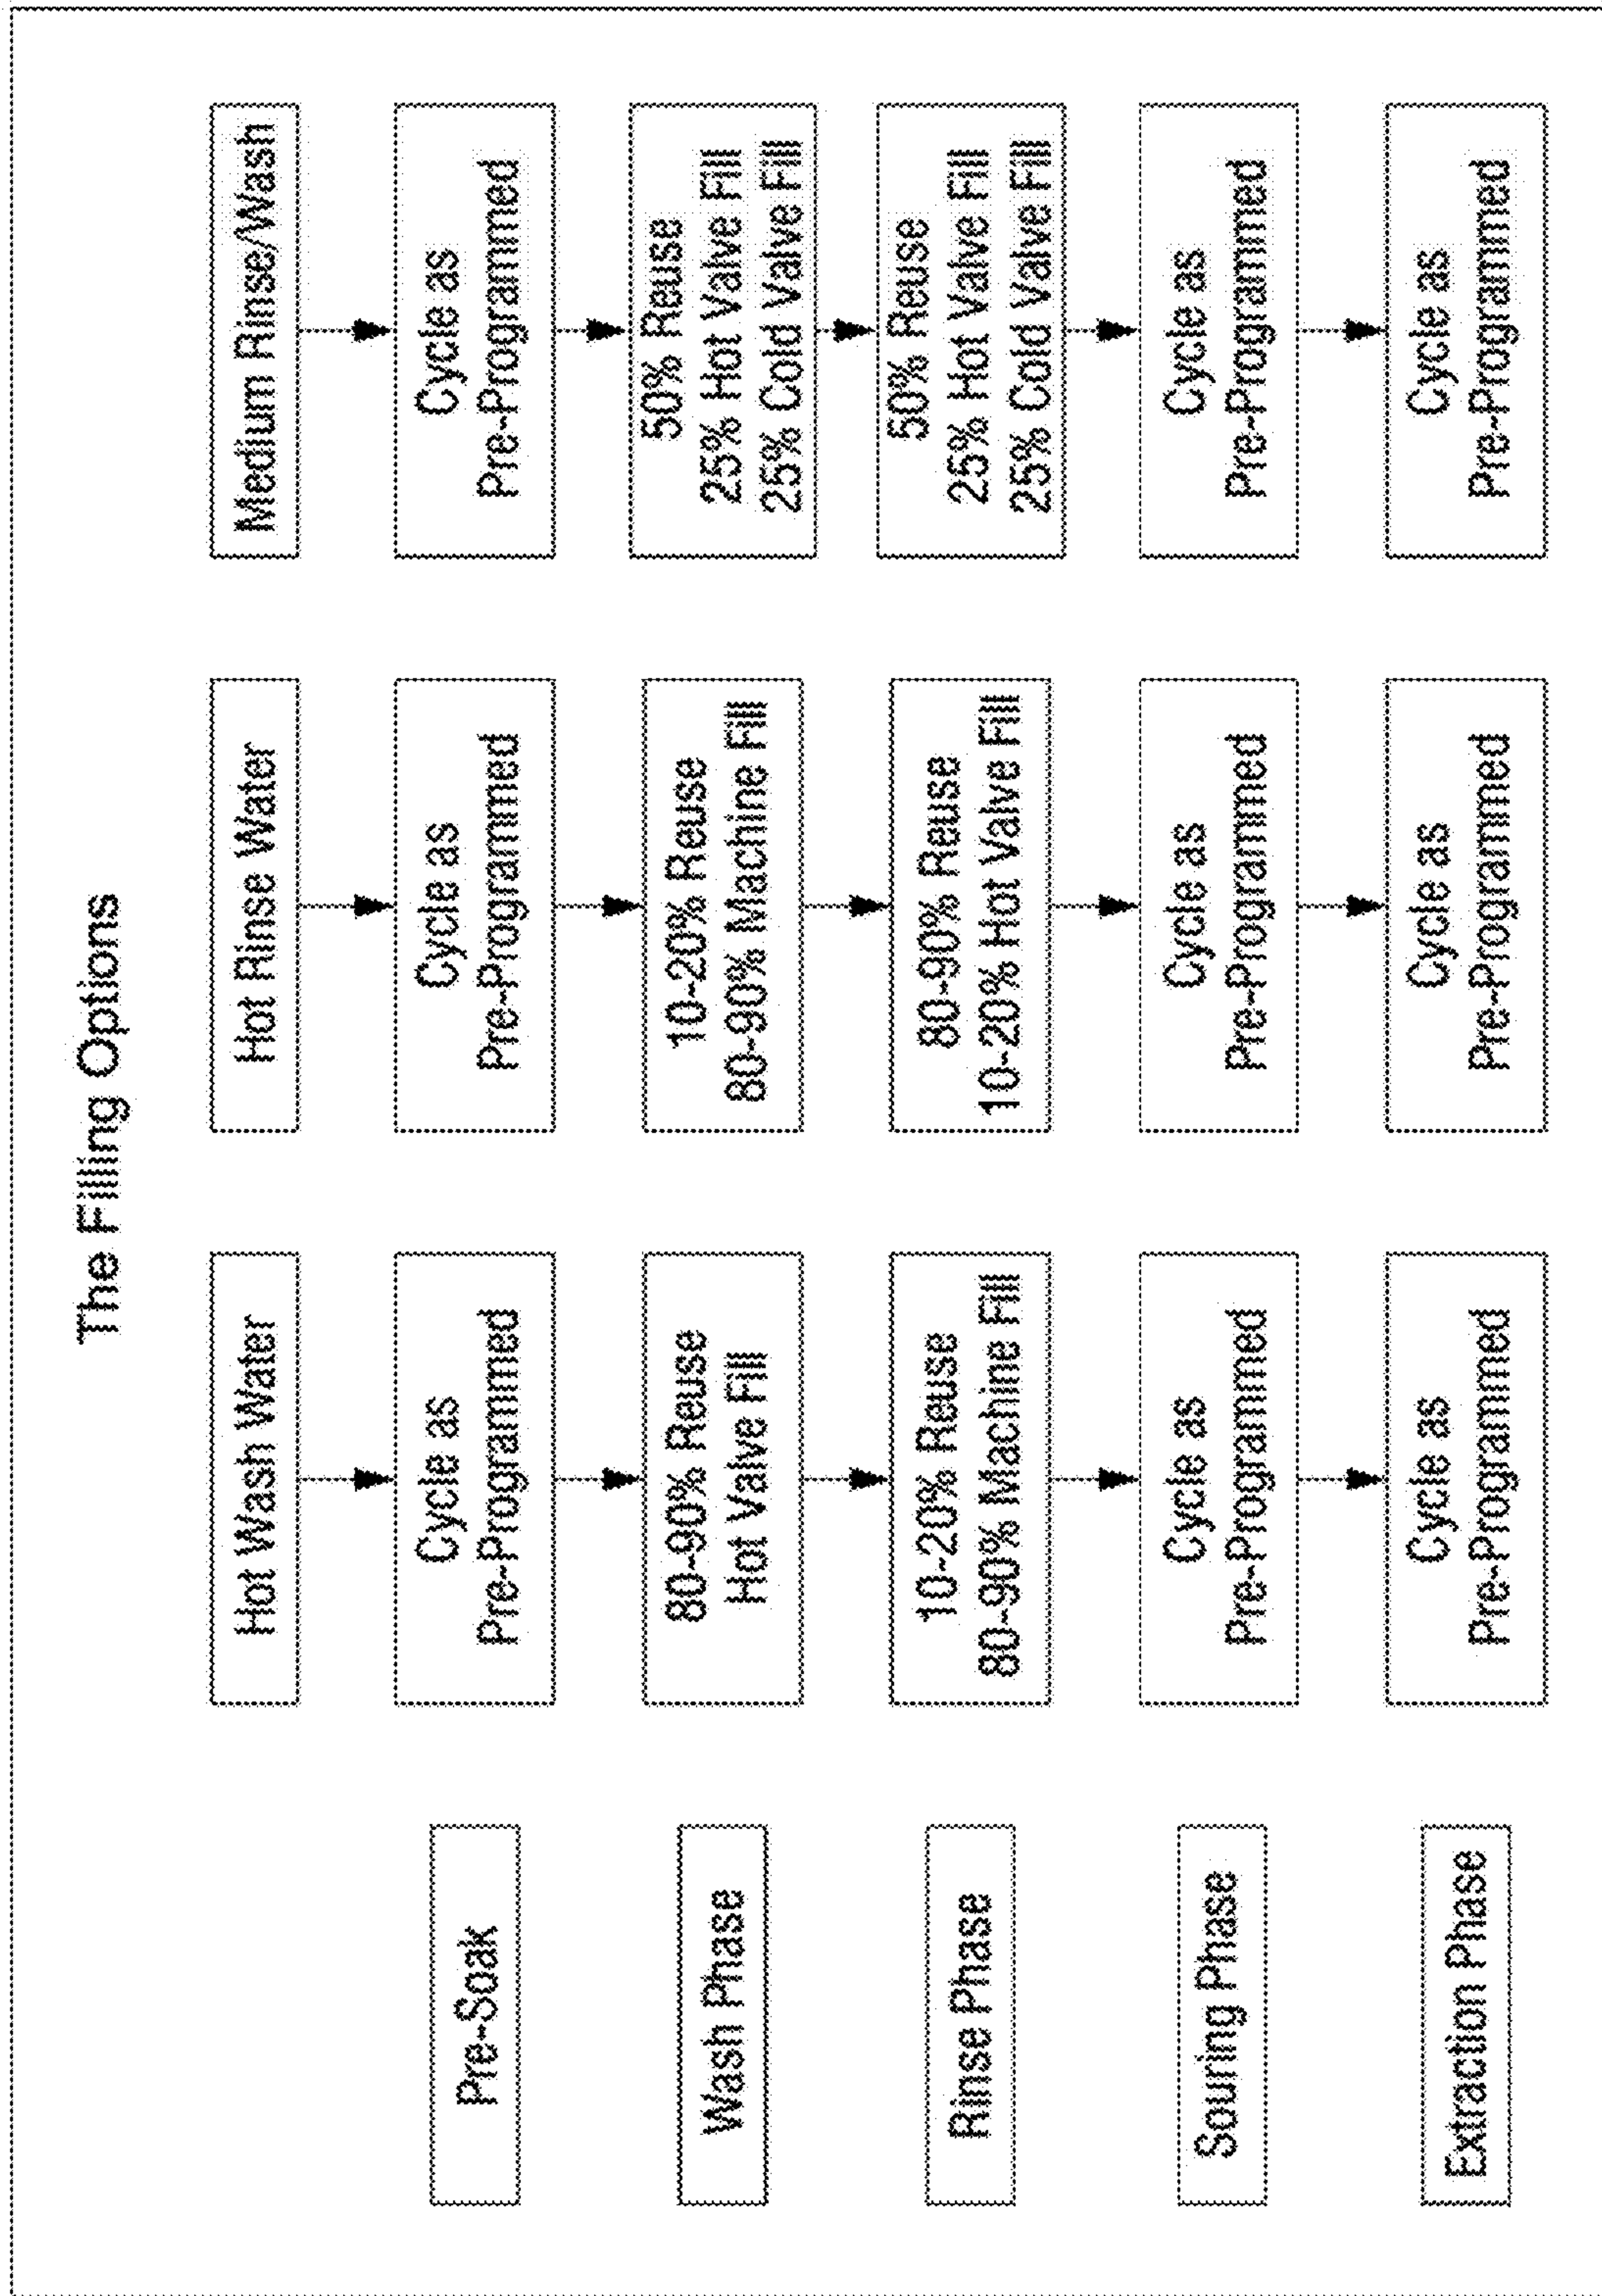 The Filling Options
Hot Wash Water
Hot Rinse Water
Medium Rinse/Wash
Pre-Soak
Cycle as
Pre-Programmed
Cycle as
Pre-Programmed
Cycle as
Pre-Programmed
Wash Phase
80-90% Reuse
Hot Valve Fill
10-20% Reuse
80-90% Machine Fill
50% Reuse
25% Hot Valve Fill
25% Cold Valve Fill
Rinse Phase
10-20% Reuse
80-90% Machine Fill
80-90% Reuse
10-20% Hot Valve Fill
50% Reuse
25% Hot Valve Fill
25% Cold Valve Fill
Souring Phase
Cycle as
Pre-Programmed
Cycle as
Pre-Programmed
Cycle as
Pre-Programmed
Extraction Phase
Cycle as
Pre-Programmed
Cycle as
Pre-Programmed
Cycle as
Pre-Programmed